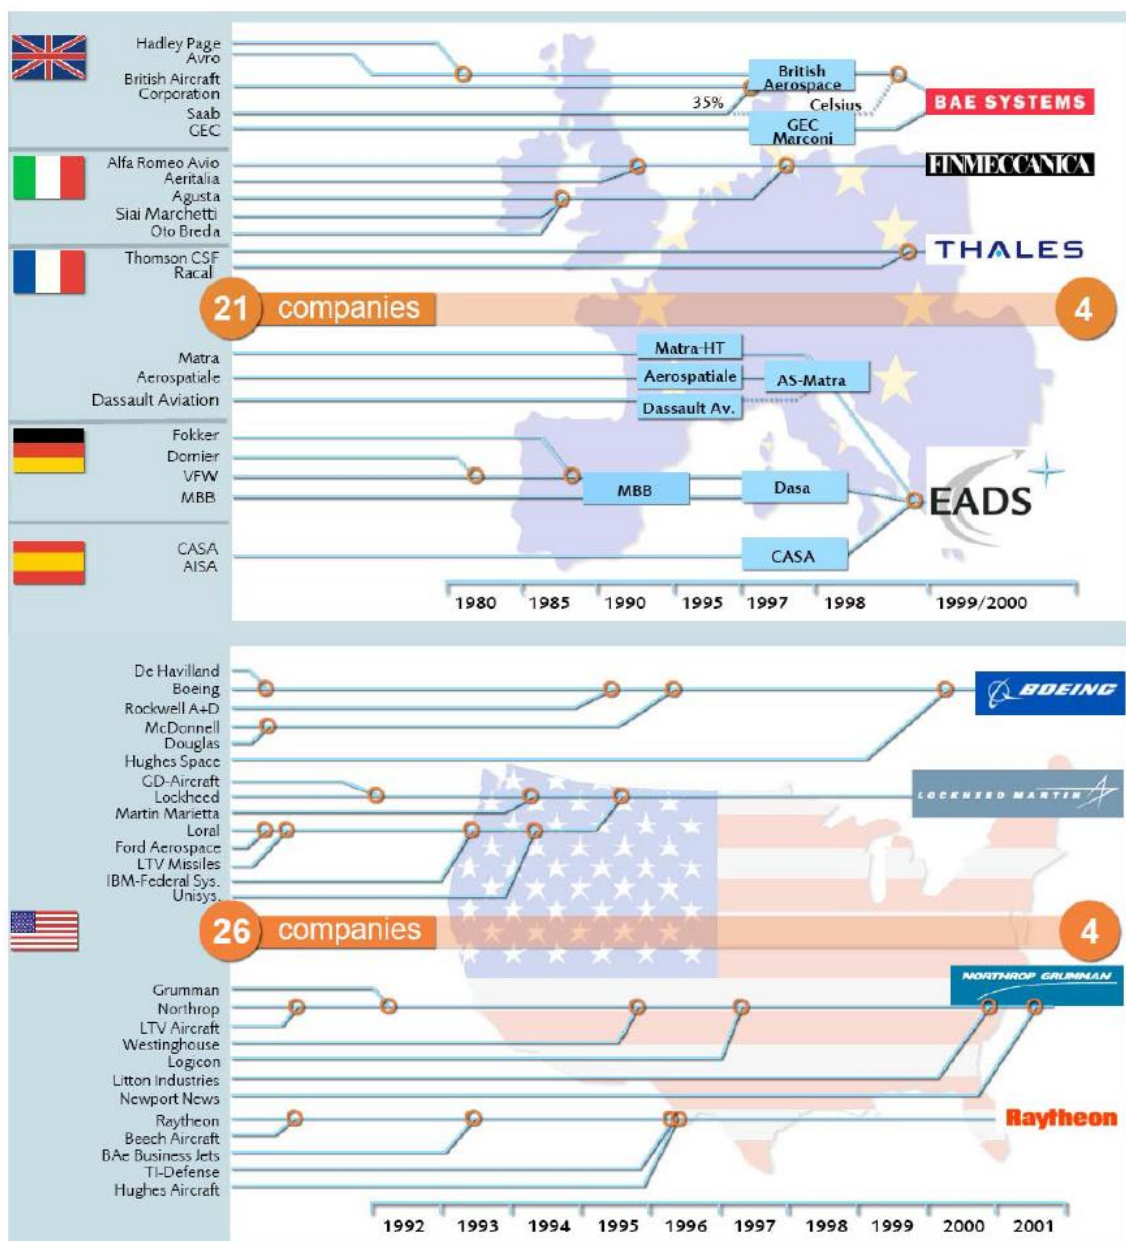 Hadley Page
Avro
British Aircraft
Corporation
Saab
GEC
35%
British
Aerospace
Celsius
GEC
Marconi
BAE SYSTEMS
Alfa Romeo Avio
Aeritalia
Agusta
Siai Marchetti
Oto Breda
FINMECCANICA
Thomson CSF
Racal
THALES
21 companies 4
Matra
Aerospatiale
Dassault Aviation
Matra-HT
Aerospatiale
Dassault Av.
AS-Matra
Fokker
Dornier
VFW
MBB
MBB
Dasa
EADS
CASA
AISA
CASA
1980 1985 1990 1995 1997 1998 1999/2000
De Havilland
Boeing
Rockwell A+D
McDonnell
Douglas
Hughes Space
BOEING
GD-Aircraft
Lockheed
Martin Marietta
Loral
Ford Aerospace
LTV Missiles
IBM-Federal Sys.
Unisys.
LOCKHEED MARTIN
26 companies 4
Grumman
Northrop
LTV Aircraft
Westinghouse
Logicon
Litton Industries
Newport News
NORTHROP GRUMMAN
Raytheon
Beech Aircraft
BAe Business Jets
TI-Defense
Hughes Aircraft
Raytheon
1992 1993 1994 1995 1996 1997 1998 1999 2000 2001